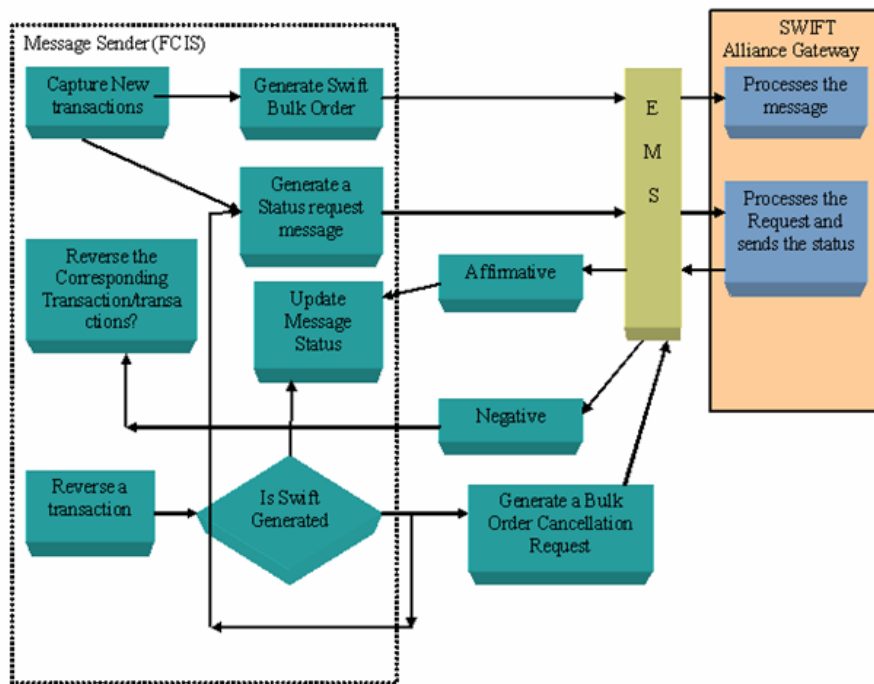 Message Sender (FCIS)
SWIFT
Alliance Gateway
Capture New
transactions
Generate Swift
Bulk Order
E
M
S
Processes the
message
Generate a
Status request
message
Processes the
Request and
sends the status
Reverse the
Corresponding
Transaction/transa
ctions?
Update
Message
Status
Affirmative
Negative
Reverse a
transaction
Is Swift
Generated
Generate a Bulk
Order Cancellation
Request